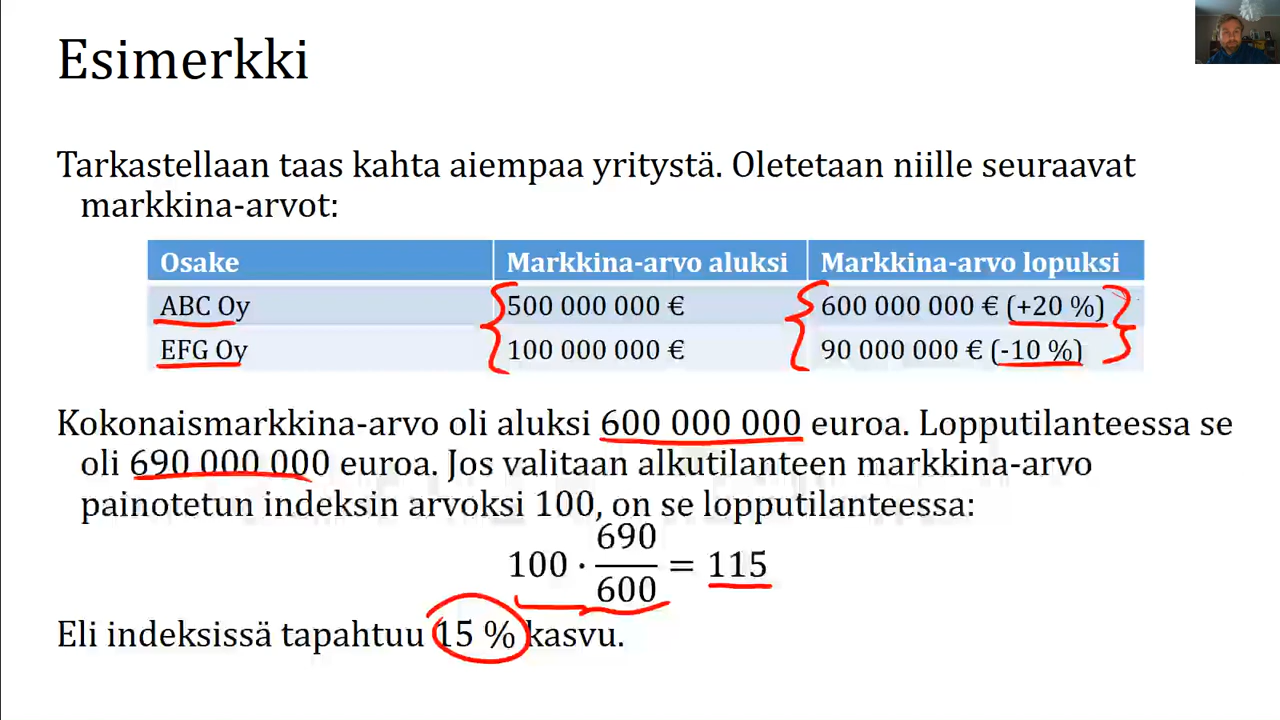 Esimerkki
Tarkastellaan taas kahta aiempaa yritystä. Oletetaan niille seuraavat
markkina-arvot:
Osake Markkina-arvo aluksi Markkina-arvo lopuksi
ABC Oy 500 000 000 € 600 000 000 € (+20 %)
EFG Oy 100 000 000 € 90 000 000 € (-10 %)
Kokonaismarkkina-arvo oli aluksi 600 000 000 euroa. Lopputilanteessa se
oli 690 000 000 euroa. Jos valitaan alkutilanteen markkina-arvo
painotetun indeksin arvoksi 100, on se lopputilanteessa:
100 · 690/600 = 115
Eli indeksissä tapahtuu 15 % kasvu.